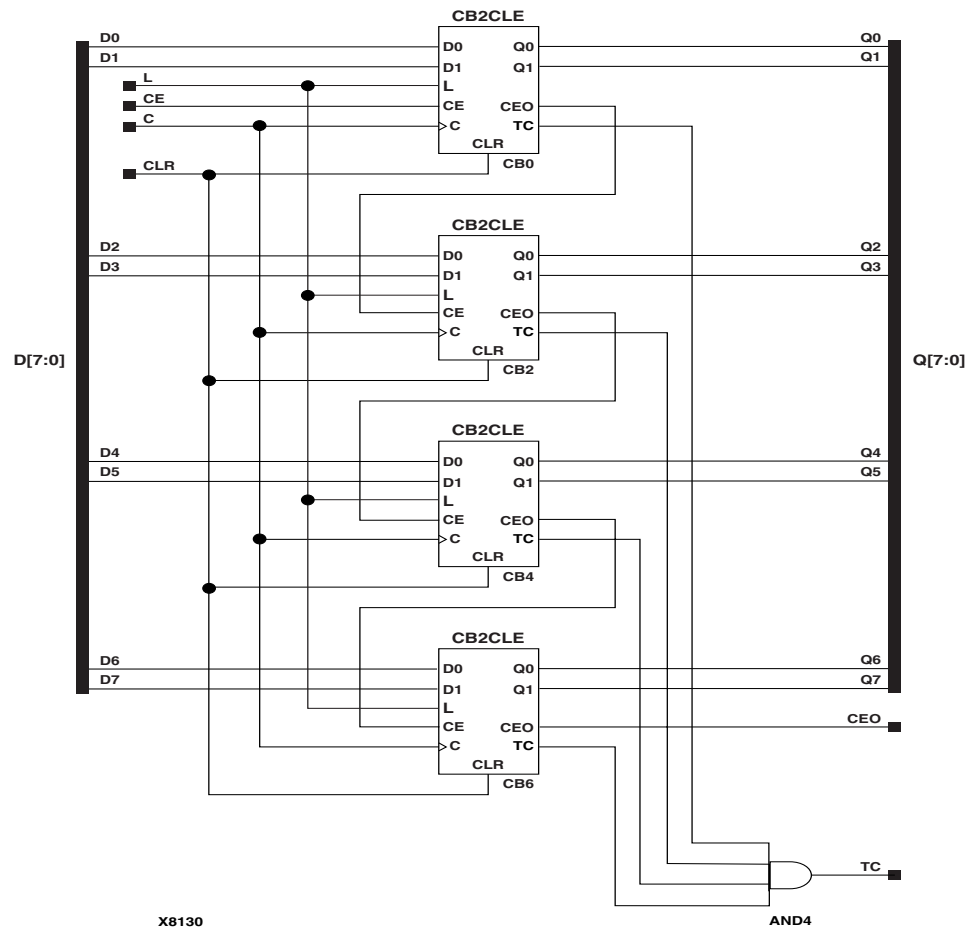 CB2CLE
D0 D0 Q0 Q0
D1 D1 Q1 Q1
L L
CE CE CEO
C C TC
CLR
CLR CB0
CB2CLE
D2 D0 Q0 Q2
D3 D1 Q1 Q3
L
CE CEO
C TC
CLR
D[7:0] Q[7:0]
CB2
CB2CLE
D4 D0 Q0 Q4
D5 D1 Q1 Q5
L
CE CEO
C TC
CLR
CB4
CB2CLE
D6 D0 Q0 Q6
D7 D1 Q1 Q7
L
CE CEO CEO
C TC
CLR
CB6
TC
X8130 AND4